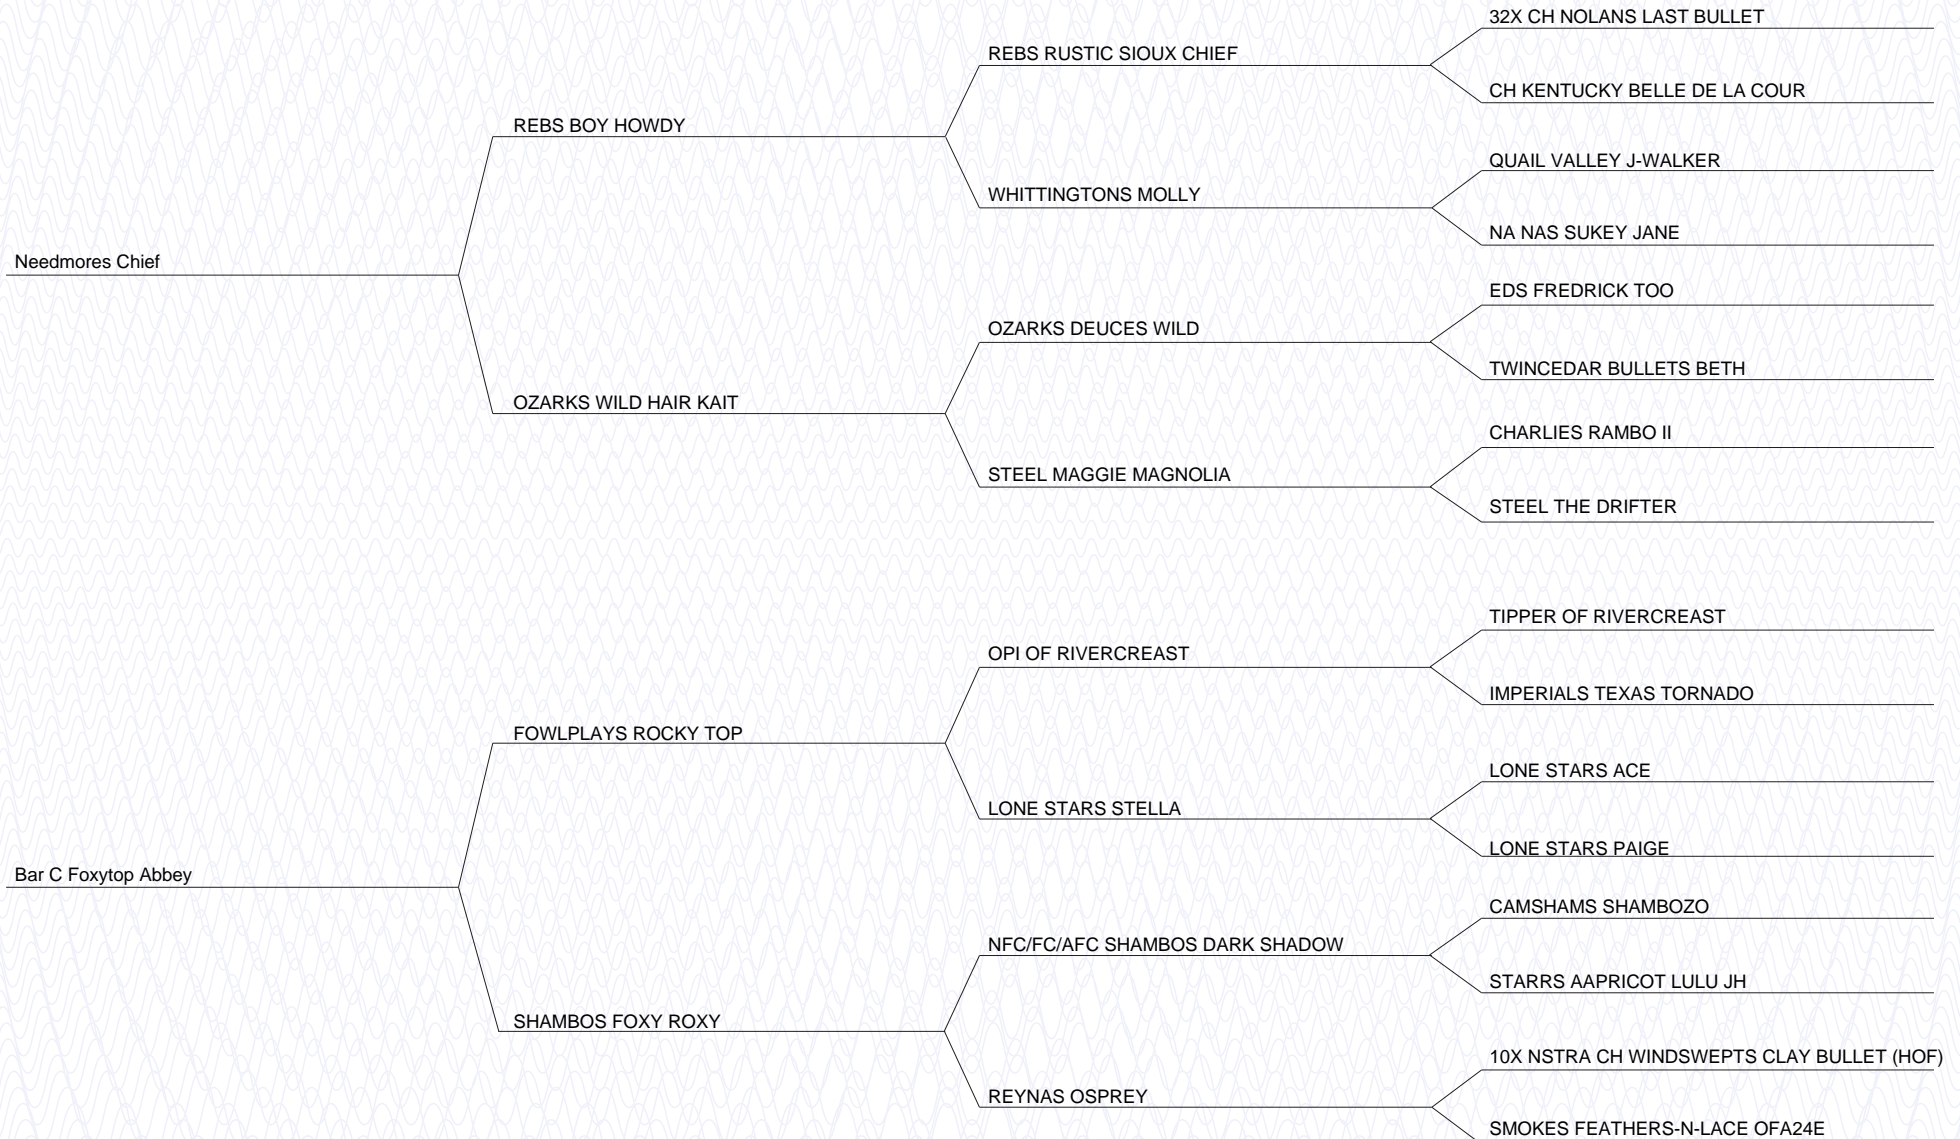 32X CH NOLANS LAST BULLET
REBS RUSTIC SIOUX CHIEF
CH KENTUCKY BELLE DE LA COUR
REBS BOY HOWDY
QUAIL VALLEY J-WALKER
WHITTINGTONS MOLLY
NA NAS SUKEY JANE
Needmores Chief
EDS FREDRICK TOO
OZARKS DEUCES WILD
TWINCEDAR BULLETS BETH
OZARKS WILD HAIR KAIT
CHARLIES RAMBO II
STEEL MAGGIE MAGNOLIA
STEEL THE DRIFTER
TIPPER OF RIVERCREAST
OPI OF RIVERCREAST
IMPERIALS TEXAS TORNADO
FOWLPLAYS ROCKY TOP
LONE STARS ACE
LONE STARS STELLA
LONE STARS PAIGE
Bar C Foxytop Abbey
CAMSHAMS SHAMBOZO
NFC/FC/AFC SHAMBOS DARK SHADOW
STARRS AAPRICOT LULU JH
SHAMBOS FOXY ROXY
10X NSTRA CH WINDSWEPTS CLAY BULLET (HOF)
REYNAS OSPREY
SMOKES FEATHERS-N-LACE OFA24E